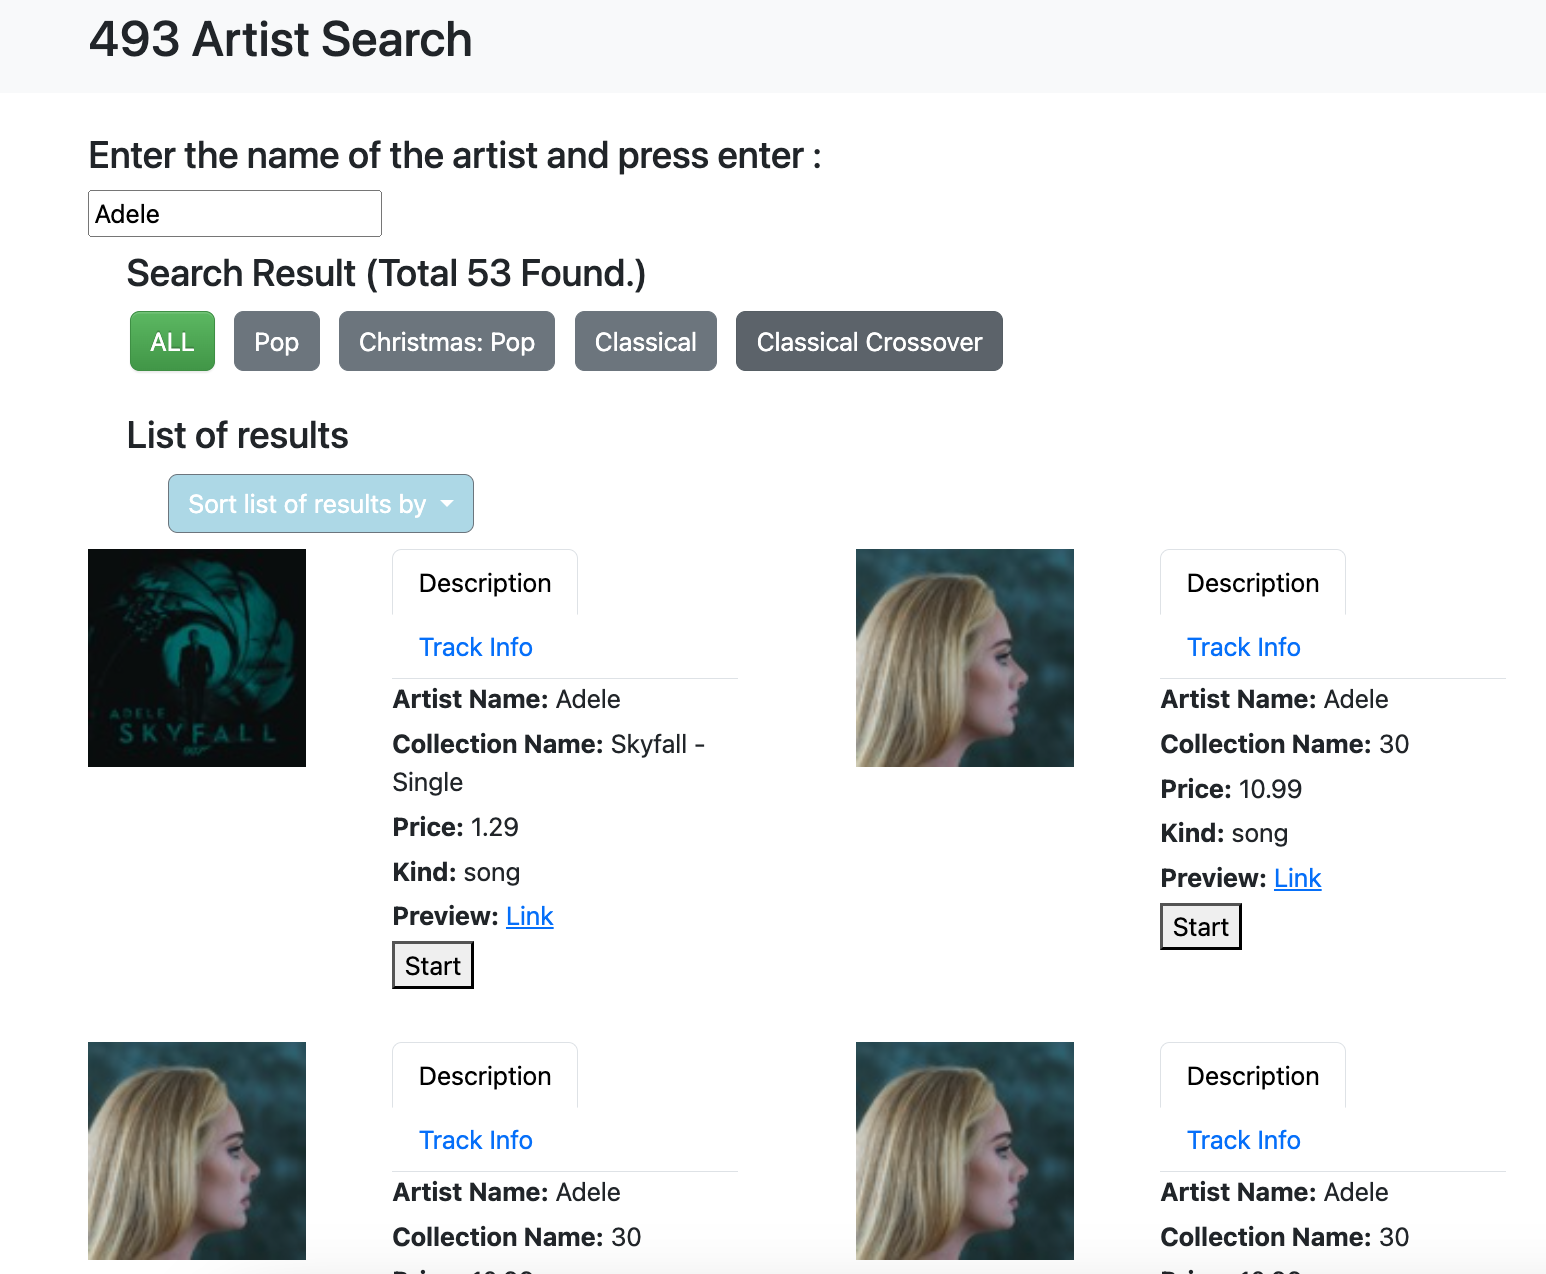 493 Artist Search
Enter the name of the artist and press enter :
Adele
Search Result (Total 53 Found.)
ALL
Pop
Christmas: Pop
Classical
Classical Crossover
List of results
Sort list of results by
ADELE
SKYFALL
007
Description
Track Info
Artist Name: Adele
Collection Name: Skyfall -
Single
Price: 1.29
Kind: song
Preview: Link
Start
Description
Track Info
Artist Name: Adele
Collection Name: 30
Price: 10.99
Kind: song
Preview: Link
Start
Description
Track Info
Artist Name: Adele
Collection Name: 30
Description
Track Info
Artist Name: Adele
Collection Name: 30